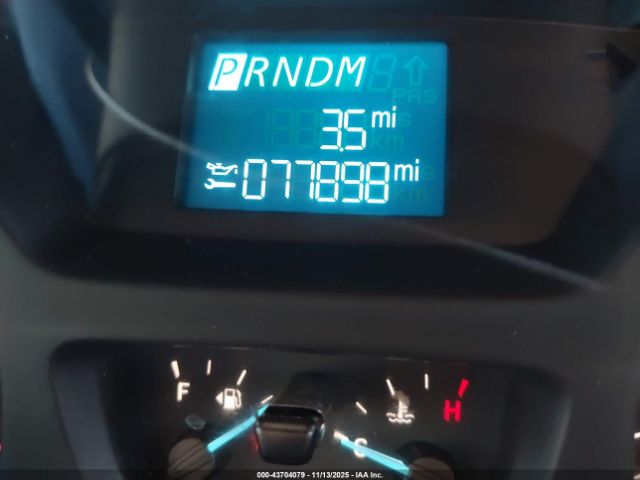 PRNDM
3.5 mi
077898 mi
F
H
C
000-43704079 - 11/13/2025 - IAA Inc.